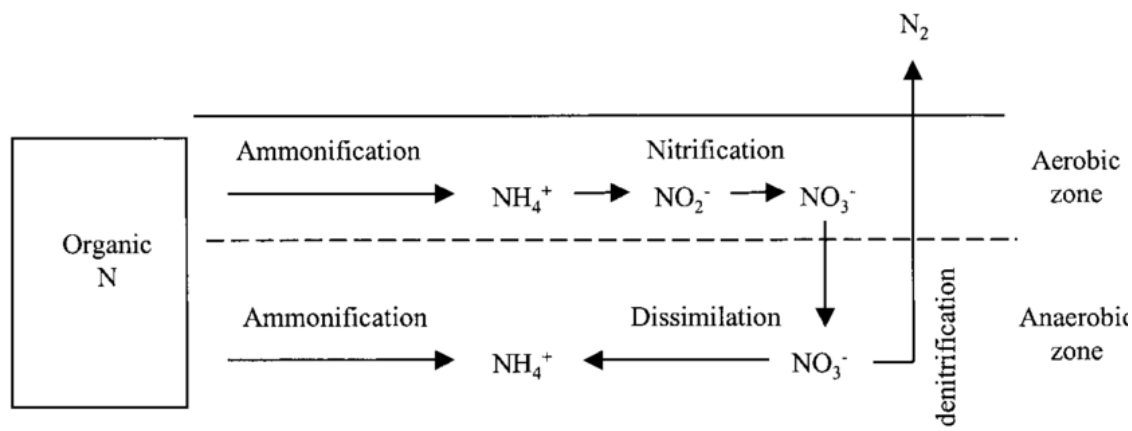 N₂
Ammonification
Nitrification
Aerobic
zone
NH₄⁺
NO₂⁻
NO₃⁻
Organic
N
Ammonification
Dissimilation
Anaerobic
zone
NH₄⁺
NO₃⁻
denitrification